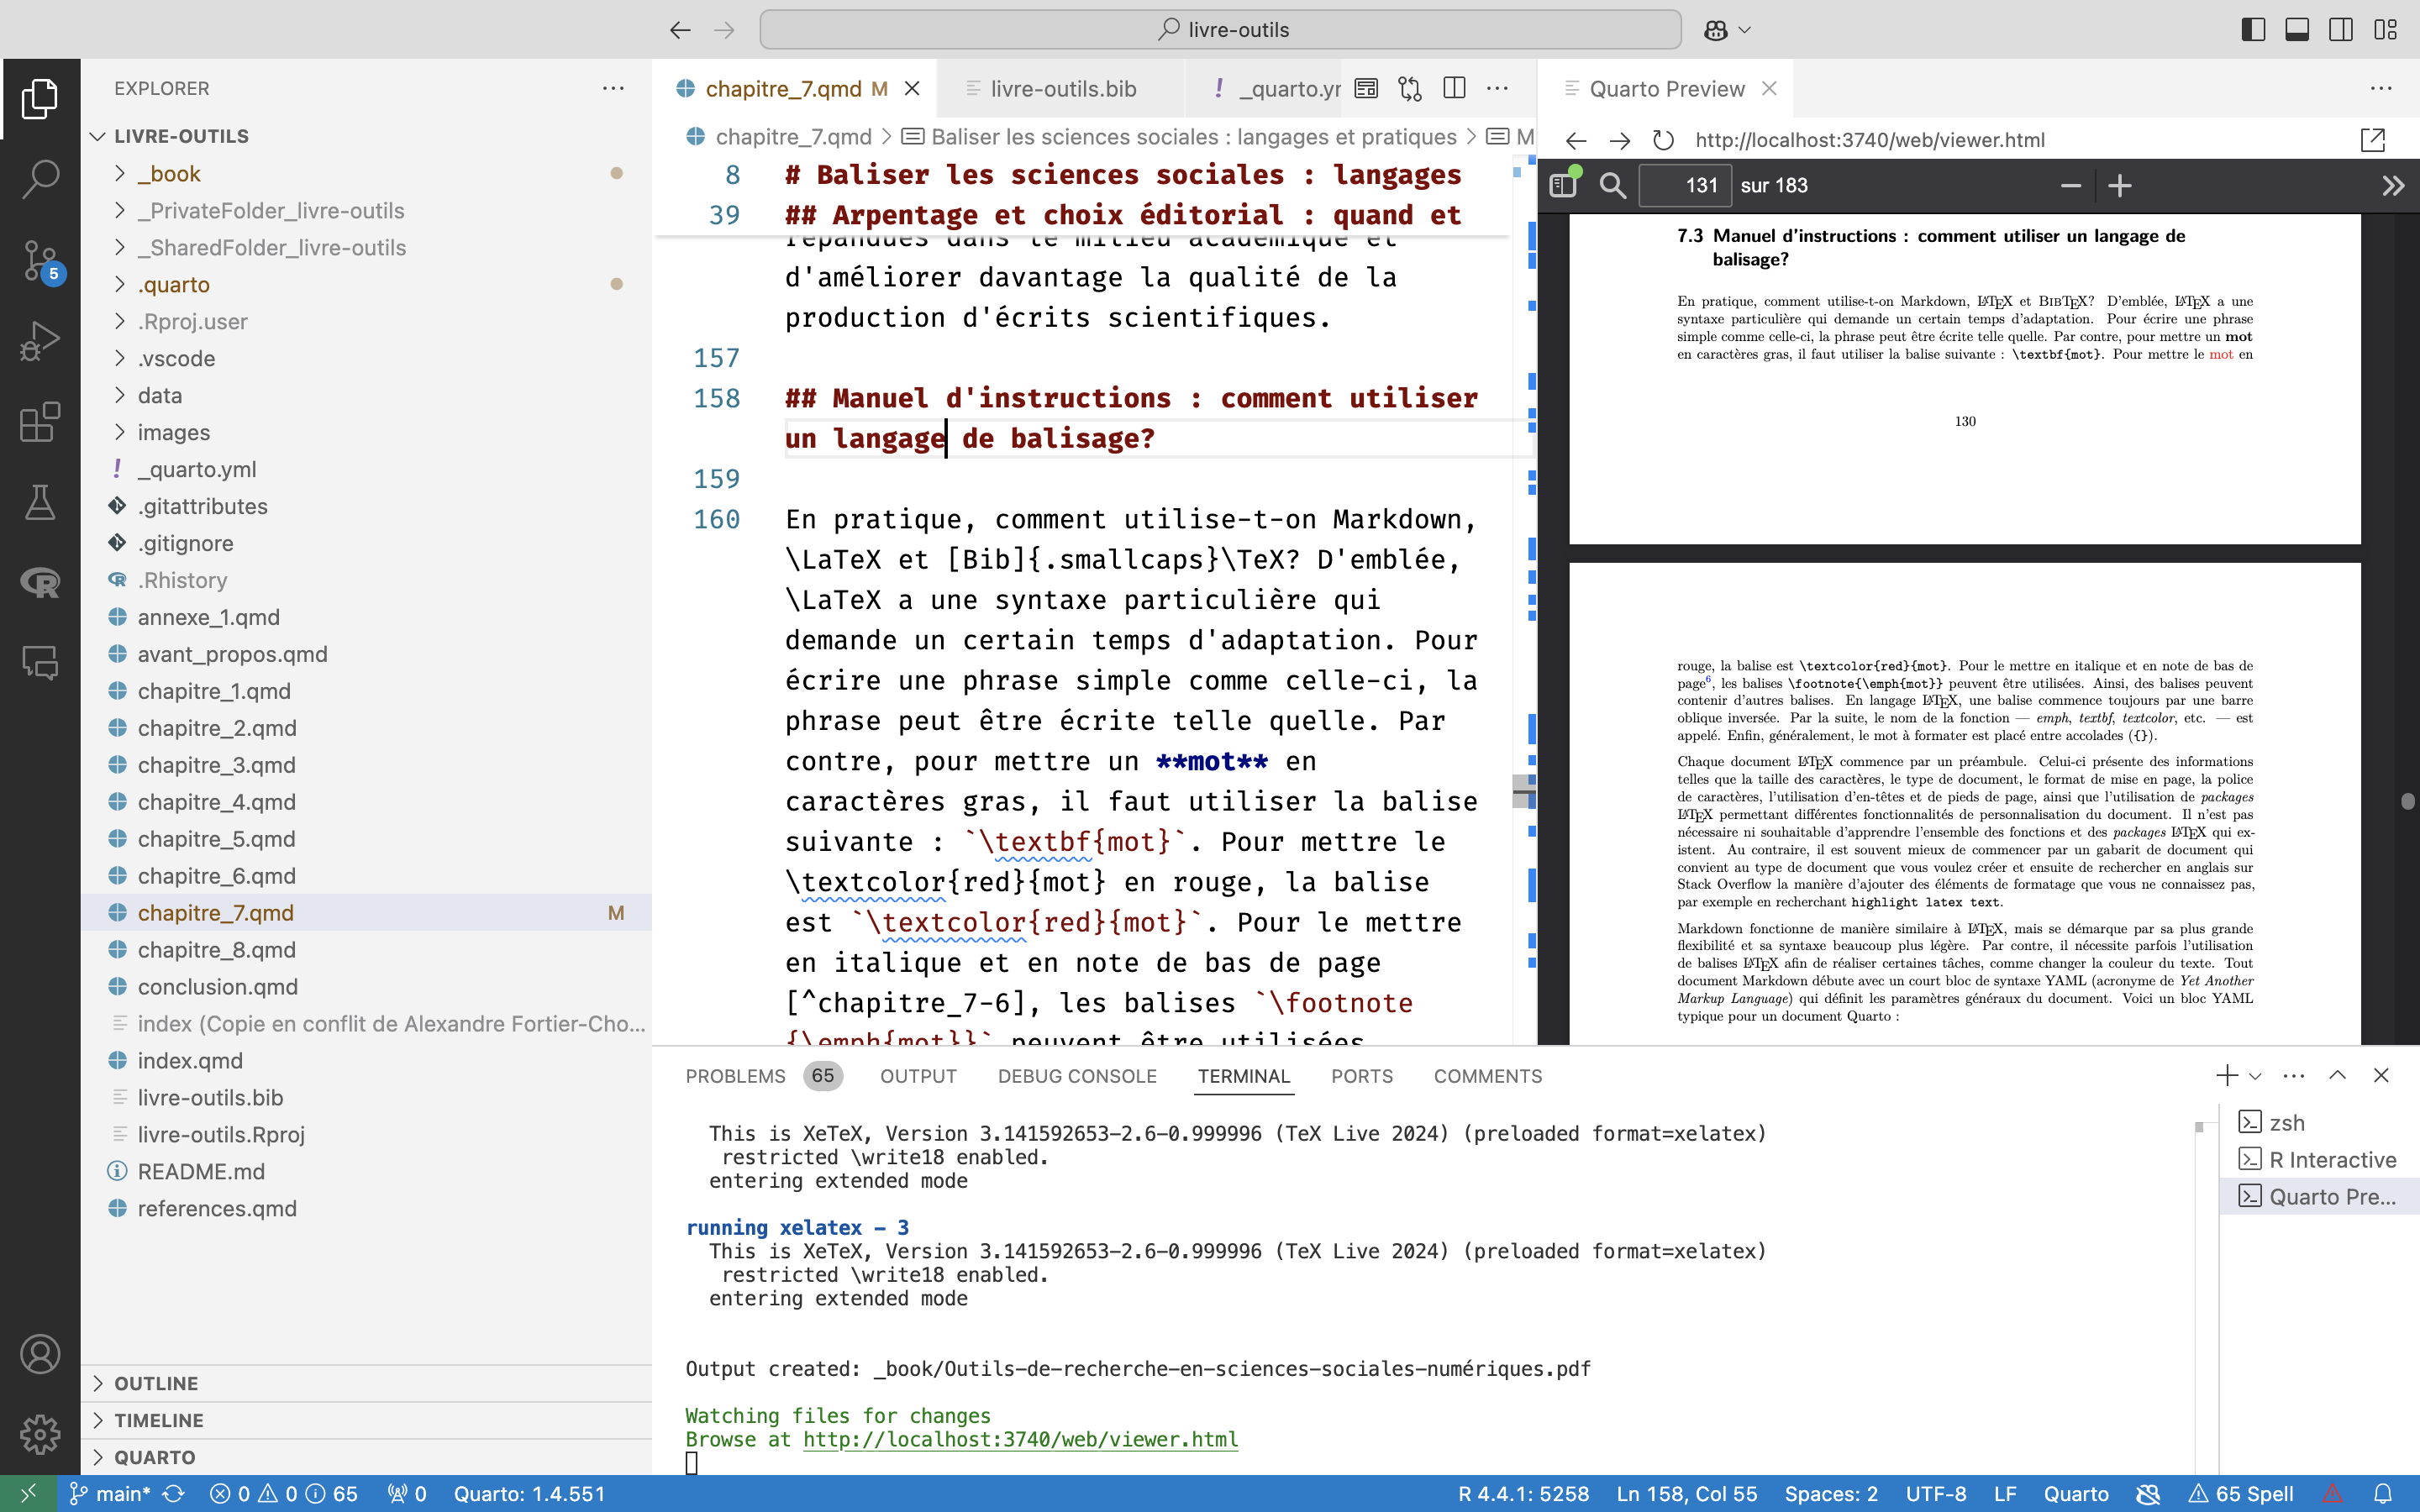 livre-outils
EXPLORER
LIVRE-OUTILS
_book
_PrivateFolder_livre-outils
_SharedFolder_livre-outils
.quarto
.Rproj.user
.vscode
data
images
_quarto.yml
.gitattributes
.gitignore
.Rhistory
annexe_1.qmd
avant_propos.qmd
chapitre_1.qmd
chapitre_2.qmd
chapitre_3.qmd
chapitre_4.qmd
chapitre_5.qmd
chapitre_6.qmd
chapitre_7.qmd M
chapitre_8.qmd
conclusion.qmd
index (Copie en conflit de Alexandre Fortier-Cho...
index.qmd
livre-outils.bib
livre-outils.Rproj
README.md
references.qmd
OUTLINE
TIMELINE
QUARTO
5
chapitre_7.qmd M
livre-outils.bib
_quarto.yr
chapitre_7.qmd > Baliser les sciences sociales : langages et pratiques > M
8 # Baliser les sciences sociales : langages
39 ## Arpentage et choix éditorial : quand et
répandues dans le milieu académique et
d'améliorer davantage la qualité de la
production d'écrits scientifiques.
157
158 ## Manuel d'instructions : comment utiliser
un langage de balisage?
159
160 En pratique, comment utilise-t-on Markdown,
\LaTeX et [Bib]{.smallcaps}\TeX? D'emblée,
\LaTeX a une syntaxe particulière qui
demande un certain temps d'adaptation. Pour
écrire une phrase simple comme celle-ci, la
phrase peut être écrite telle quelle. Par
contre, pour mettre un **mot** en
caractères gras, il faut utiliser la balise
suivante : `\textbf{mot}`. Pour mettre le
\textcolor{red}{mot} en rouge, la balise
est `\textcolor{red}{mot}`. Pour le mettre
en italique et en note de bas de page
[^chapitre_7-6], les balises `\footnote
{\emph{mot}}` peuvent être utilisées.
Quarto Preview
http://localhost:3740/web/viewer.html
131 sur 183
7.3 Manuel d'instructions : comment utiliser un langage de
balisage?
En pratique, comment utilise-t-on Markdown, LATEX et BIBTEX? D'emblée, LATEX a une
syntaxe particulière qui demande un certain temps d'adaptation. Pour écrire une phrase
simple comme celle-ci, la phrase peut être écrite telle quelle. Par contre, pour mettre un mot
en caractères gras, il faut utiliser la balise suivante : \textbf{mot}. Pour mettre le mot en
130
rouge, la balise est \textcolor{red}{mot}. Pour le mettre en italique et en note de bas de
page6, les balises \footnote{\emph{mot}} peuvent être utilisées. Ainsi, des balises peuvent
contenir d'autres balises. En langage LATEX, une balise commence toujours par une barre
oblique inversée. Par la suite, le nom de la fonction — emph, textbf, textcolor, etc. — est
appelé. Enfin, généralement, le mot à formater est placé entre accolades ({}).
Chaque document LATEX commence par un préambule. Celui-ci présente des informations
telles que la taille des caractères, le type de document, le format de mise en page, la police
de caractères, l'utilisation d'en-têtes et de pieds de page, ainsi que l'utilisation de packages
LATEX permettant différentes fonctionnalités de personnalisation du document. Il n'est pas
nécessaire ni souhaitable d'apprendre l'ensemble des fonctions et des packages LATEX qui ex-
istent. Au contraire, il est souvent mieux de commencer par un gabarit de document qui
convient au type de document que vous voulez créer et ensuite de rechercher en anglais sur
Stack Overflow la manière d'ajouter des éléments de formatage que vous ne connaissez pas,
par exemple en recherchant highlight latex text.
Markdown fonctionne de manière similaire à LATEX, mais se démarque par sa plus grande
flexibilité et sa syntaxe beaucoup plus légère. Par contre, il nécessite parfois l'utilisation
de balises LATEX afin de réaliser certaines tâches, comme changer la couleur du texte. Tout
document Markdown débute avec un court bloc de syntaxe YAML (acronyme de Yet Another
Markup Language) qui définit les paramètres généraux du document. Voici un bloc YAML
typique pour un document Quarto :
PROBLEMS 65 OUTPUT DEBUG CONSOLE TERMINAL PORTS COMMENTS
This is XeTeX, Version 3.141592653-2.6-0.999996 (TeX Live 2024) (preloaded format=xelatex)
restricted \write18 enabled.
entering extended mode
running xelatex - 3
This is XeTeX, Version 3.141592653-2.6-0.999996 (TeX Live 2024) (preloaded format=xelatex)
restricted \write18 enabled.
entering extended mode
Output created: _book/Outils-de-recherche-en-sciences-sociales-numériques.pdf
Watching files for changes
Browse at http://localhost:3740/web/viewer.html
zsh
R Interactive
Quarto Pre...
main* 0 0 65 0 Quarto: 1.4.551 R 4.4.1: 5258 Ln 158, Col 55 Spaces: 2 UTF-8 LF Quarto 65 Spell